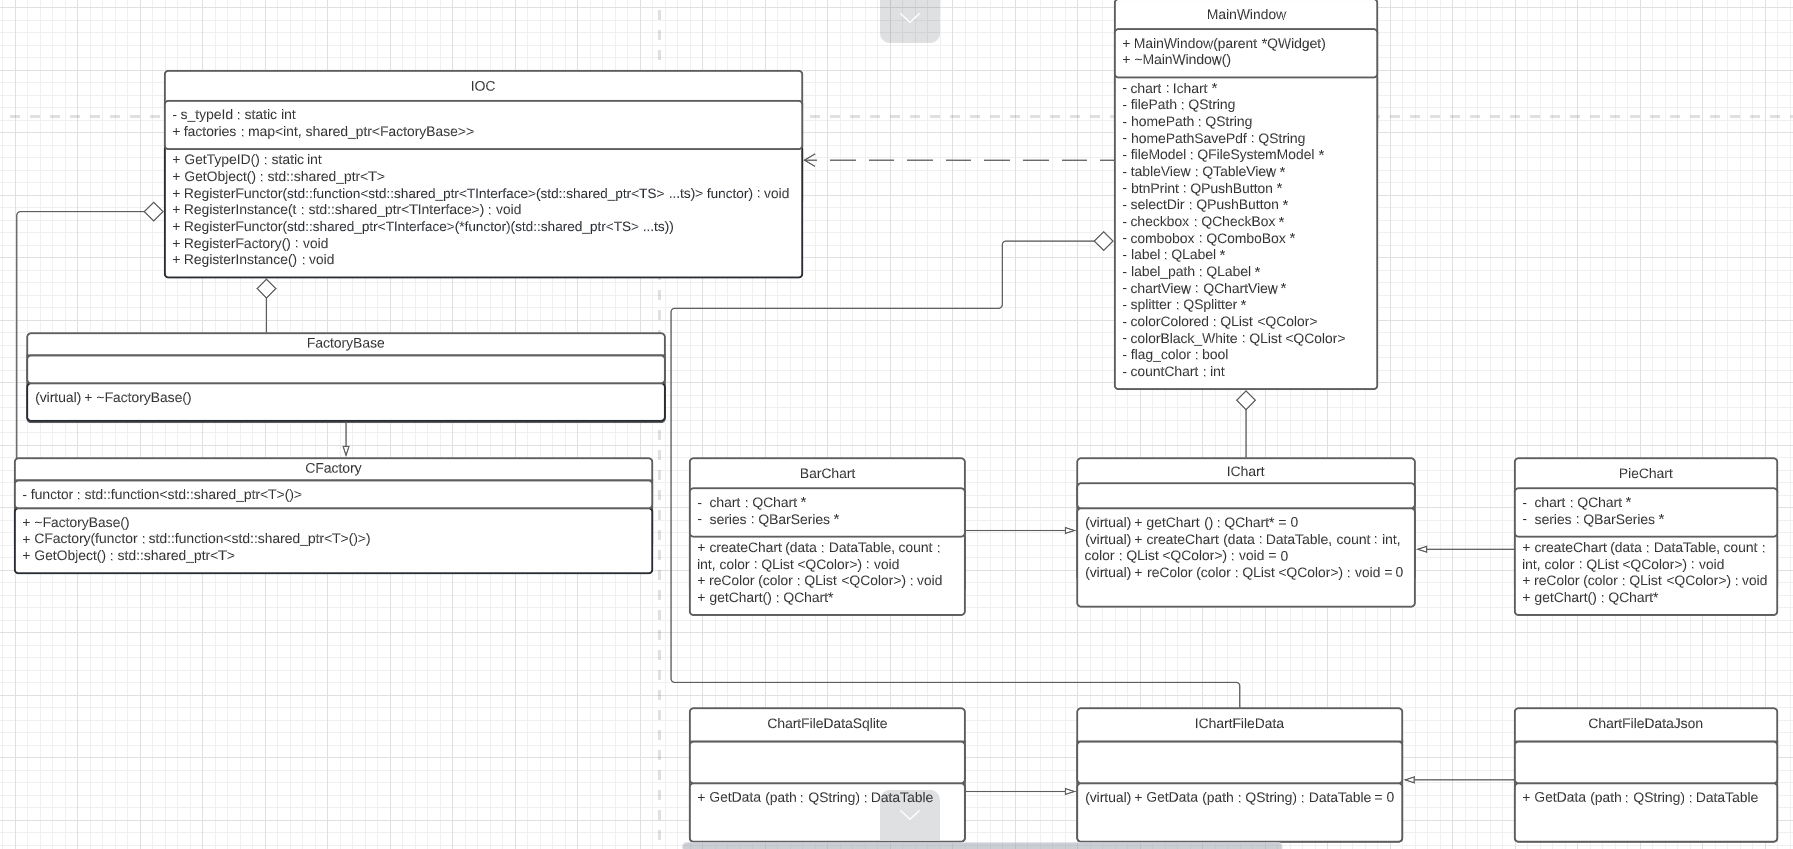 MainWindow
+ MainWindow(parent *QWidget)
+ ~MainWindow()
- chart : Ichart *
- filePath : QString
- homePath : QString
- homePathSavePdf : QString
- fileModel : QFileSystemModel *
- tableView : QTableView *
- btnPrint : QPushButton *
- selectDir : QPushButton *
- checkbox : QCheckBox *
- combobox : QComboBox *
- label : QLabel *
- label_path : QLabel *
- chartView : QChartView *
- splitter : QSplitter *
- colorColored : QList <QColor>
- colorBlack_White : QList <QColor>
- flag_color : bool
- countChart : int
IOC
- s_typeId : static int
+ factories : map<int, shared_ptr<FactoryBase>>
+ GetTypeID() : static int
+ GetObject() : std::shared_ptr<T>
+ RegisterFunctor(std::function<std::shared_ptr<TInterface>(std::shared_ptr<TS> ...ts)> functor) : void
+ RegisterInstance(t : std::shared_ptr<TInterface>) : void
+ RegisterFunctor(std::shared_ptr<TInterface>(*functor)(std::shared_ptr<TS> ...ts))
+ RegisterFactory() : void
+ RegisterInstance() : void
FactoryBase
(virtual) + ~FactoryBase()
CFactory
- functor : std::function<std::shared_ptr<T>()>
+ ~FactoryBase()
+ CFactory(functor : std::function<std::shared_ptr<T>()>)
+ GetObject() : std::shared_ptr<T>
BarChart
- chart : QChart *
- series : QBarSeries *
+ createChart (data : DataTable, count :
int, color : QList <QColor>) : void
+ reColor (color : QList <QColor>) : void
+ getChart() : QChart*
IChart
(virtual) + getChart () : QChart* = 0
(virtual) + createChart (data : DataTable, count : int,
color : QList <QColor>) : void = 0
(virtual) + reColor (color : QList <QColor>) : void = 0
PieChart
- chart : QChart *
- series : QBarSeries *
+ createChart (data : DataTable, count :
int, color : QList <QColor>) : void
+ reColor (color : QList <QColor>) : void
+ getChart() : QChart*
ChartFileDataSqlite
+ GetData (path : QString) : DataTable
IChartFileData
(virtual) + GetData (path : QString) : DataTable = 0
ChartFileDataJson
+ GetData (path : QString) : DataTable